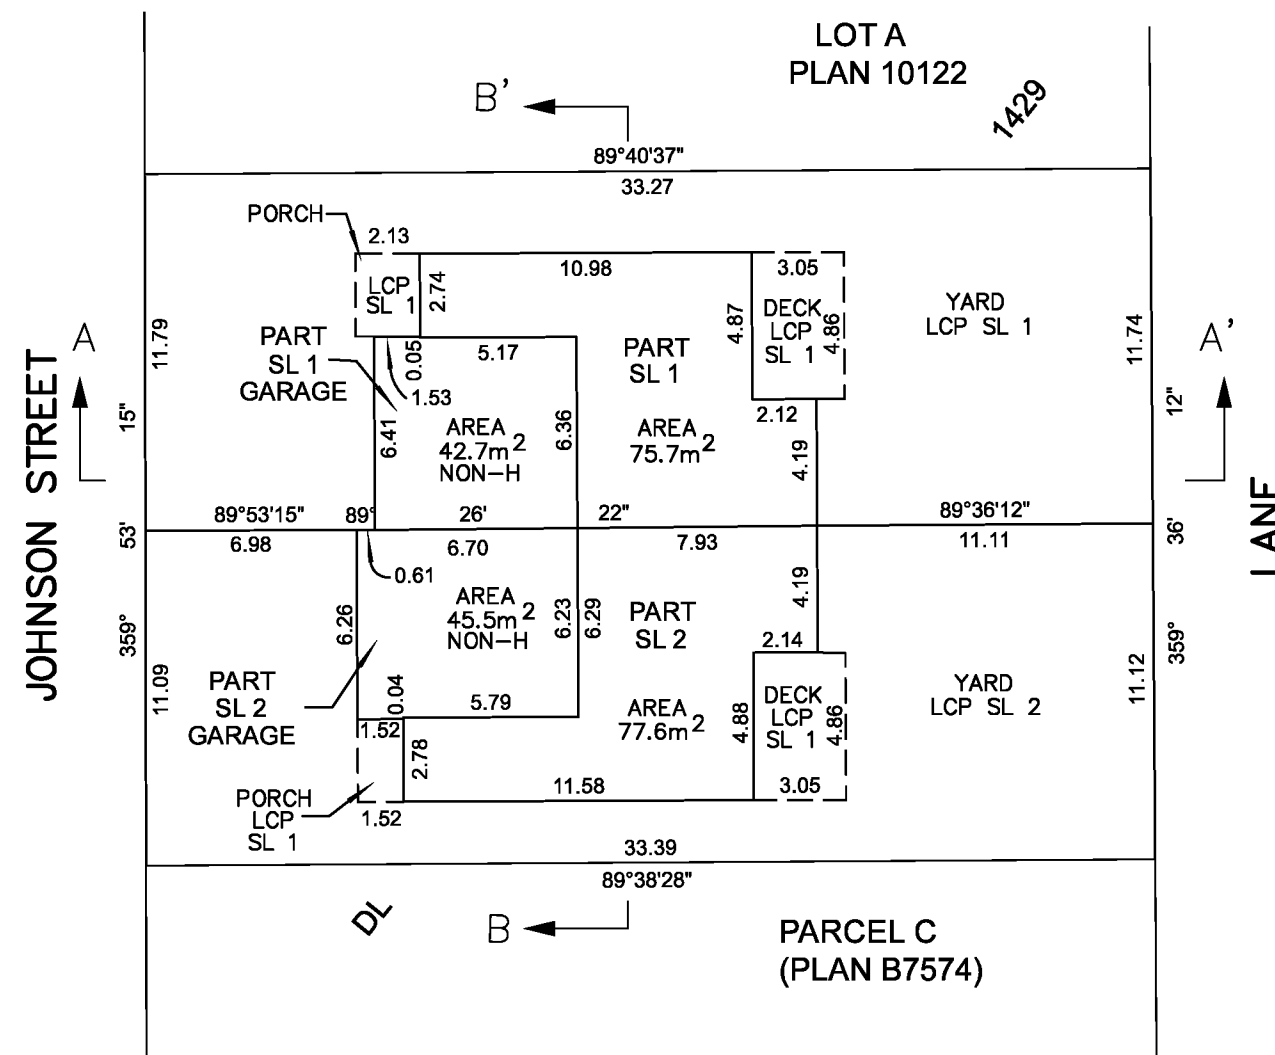 LOT A
PLAN 10122
1429
B'
89°40'37"
33.27
PORCH
2.13
LCP
SL 1
2.74
10.98
3.05
DECK
LCP
SL 1
4.87
4.86
YARD
LCP SL 1
11.79
11.74
A
A'
PART
SL 1
GARAGE
0.05
5.17
1.53
PART
SL 1
6.41
AREA
42.7m2
NON-H
6.36
AREA
75.7m2
2.12
4.19
15"
12"
JOHNSON STREET
89°53'15"
89°
26'
22"
89°36'12"
53'
36'
6.98
6.70
7.93
11.11
0.61
359°
359°
6.26
AREA
45.5m2
NON-H
6.23
6.29
PART
SL 2
4.19
2.14
11.09
11.12
PART
SL 2
GARAGE
0.04
5.79
1.52
2.78
AREA
77.6m2
4.88
DECK
LCP
SL 1
4.86
YARD
LCP SL 2
11.58
3.05
PORCH
LCP
SL 1
1.52
33.39
89°38'28"
DL
B
PARCEL C
(PLAN B7574)